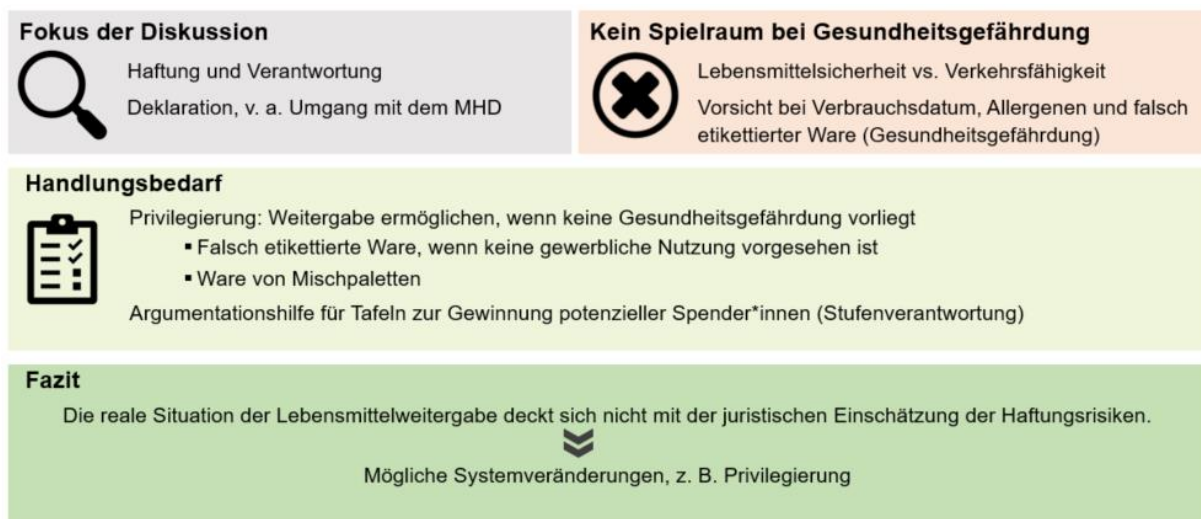 Fokus der Diskussion
Haftung und Verantwortung
Deklaration, v. a. Umgang mit dem MHD
Kein Spielraum bei Gesundheitsgefährdung
Lebensmittelsicherheit vs. Verkehrsfähigkeit
Vorsicht bei Verbrauchsdatum, Allergenen und falsch
etikettierter Ware (Gesundheitsgefährdung)
Handlungsbedarf
Privilegierung: Weitergabe ermöglichen, wenn keine Gesundheitsgefährdung vorliegt
▪ Falsch etikettierte Ware, wenn keine gewerbliche Nutzung vorgesehen ist
▪ Ware von Mischpaletten
Argumentationshilfe für Tafeln zur Gewinnung potenzieller Spender*innen (Stufenverantwortung)
Fazit
Die reale Situation der Lebensmittelweitergabe deckt sich nicht mit der juristischen Einschätzung der Haftungsrisiken.
Mögliche Systemveränderungen, z. B. Privilegierung